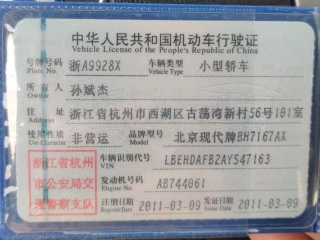 中华人民共和国机动车行驶证
Vehicle License of the People's Republic of China
号牌号码 浙A9928X 车辆类型 小型轿车
Plate No. Vehicle Type
所有人 孙斌杰
Owner
住址 浙江省杭州市西湖区古荡湾新村56号1B1室
Address
使用性质 非营运 品牌型号 北京现代牌BH7167AX
Use Character Model
浙江省杭州
市公安局交
通警察支队
车辆识别代号 LBEHDAFB2AY547163
VIN
发动机号码 AB744061
Engine No.
注册日期 2011-03-09 发证日期 2011-03-09
Register Date Issue Date